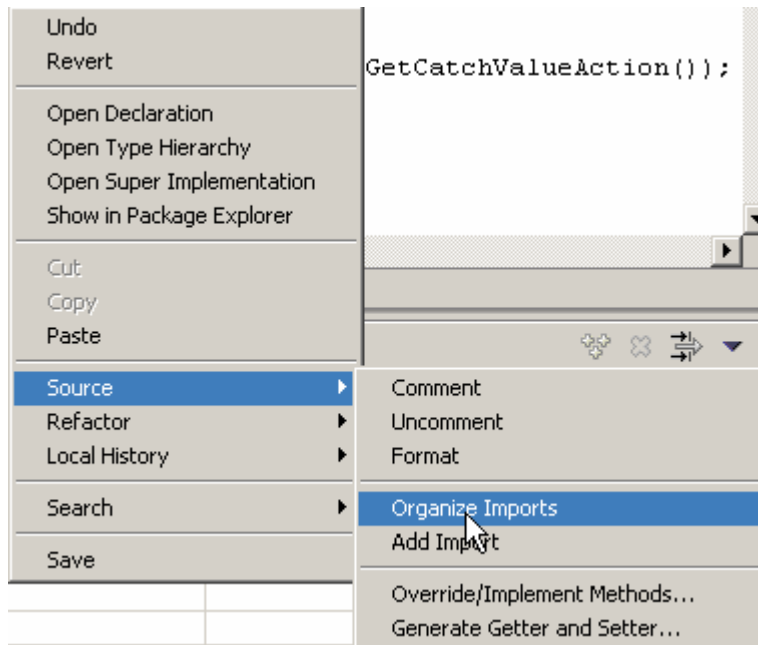 Undo
Revert
GetCatchValueAction());
Open Declaration
Open Type Hierarchy
Open Super Implementation
Show in Package Explorer
Cut
Copy
Paste
Source
Refactor
Local History
Search
Save
Comment
Uncomment
Format
Organize Imports
Add Import
Override/Implement Methods...
Generate Getter and Setter...